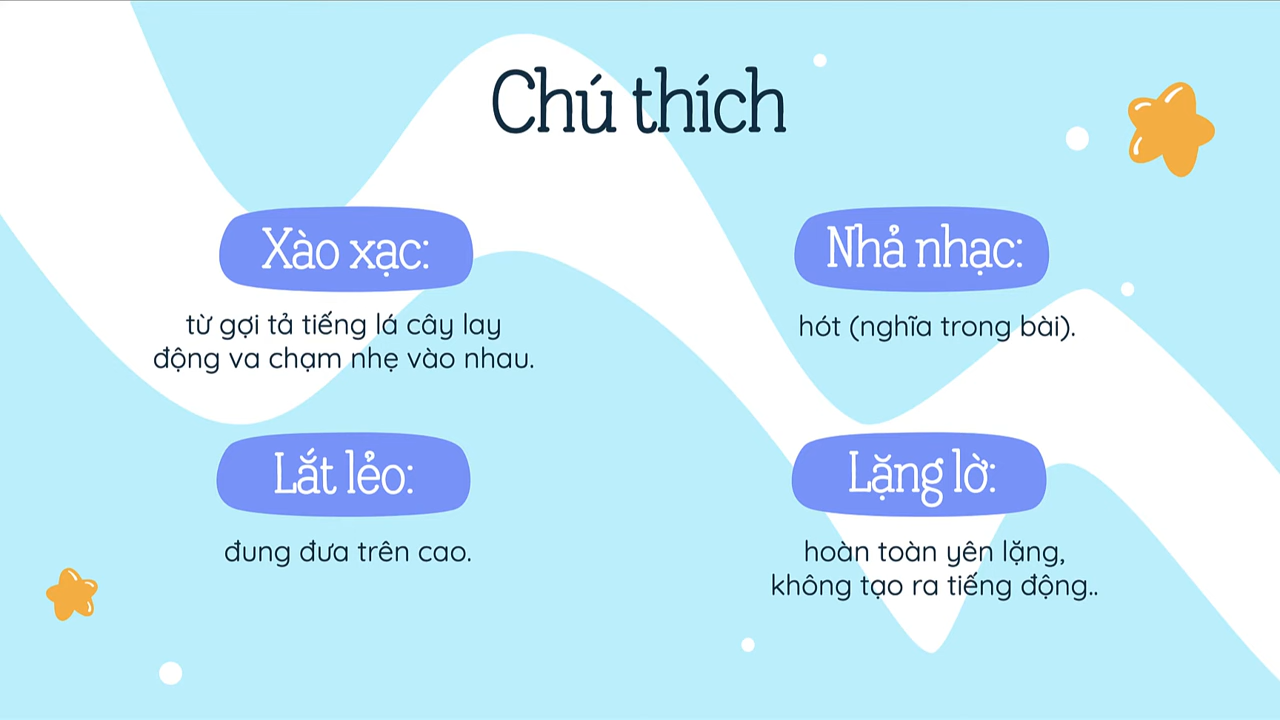 Chú thích
Xào xạc:
từ gợi tả tiếng lá cây lay
động va chạm nhẹ vào nhau.
Nhả nhạc:
hót (nghĩa trong bài).
Lắt lẻo:
đung đưa trên cao.
Lặng lờ:
hoàn toàn yên lặng,
không tạo ra tiếng động..